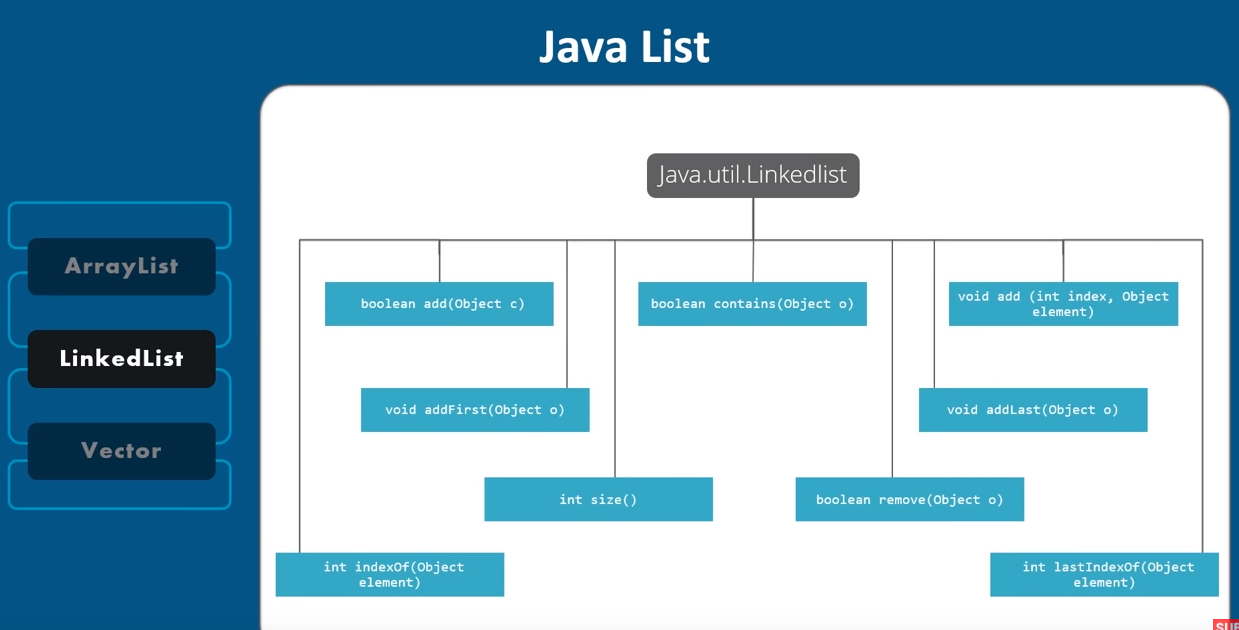 Java List
Java.util.Linkedlist
ArrayList
LinkedList
Vector
boolean add(Object c)
boolean contains(Object o)
void add (int index, Object
element)
void addFirst(Object o)
void addLast(Object o)
int size()
boolean remove(Object o)
int indexOf(Object
element)
int lastIndexOf(Object
element)